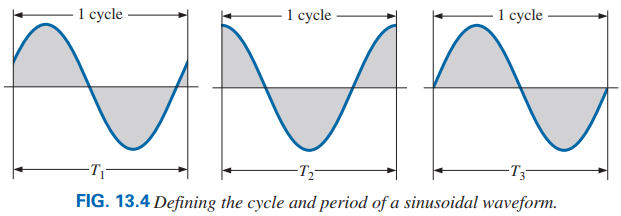 1 cycle 1 cycle 1 cycle
T1 T2 T3
FIG. 13.4 Defining the cycle and period of a sinusoidal waveform.